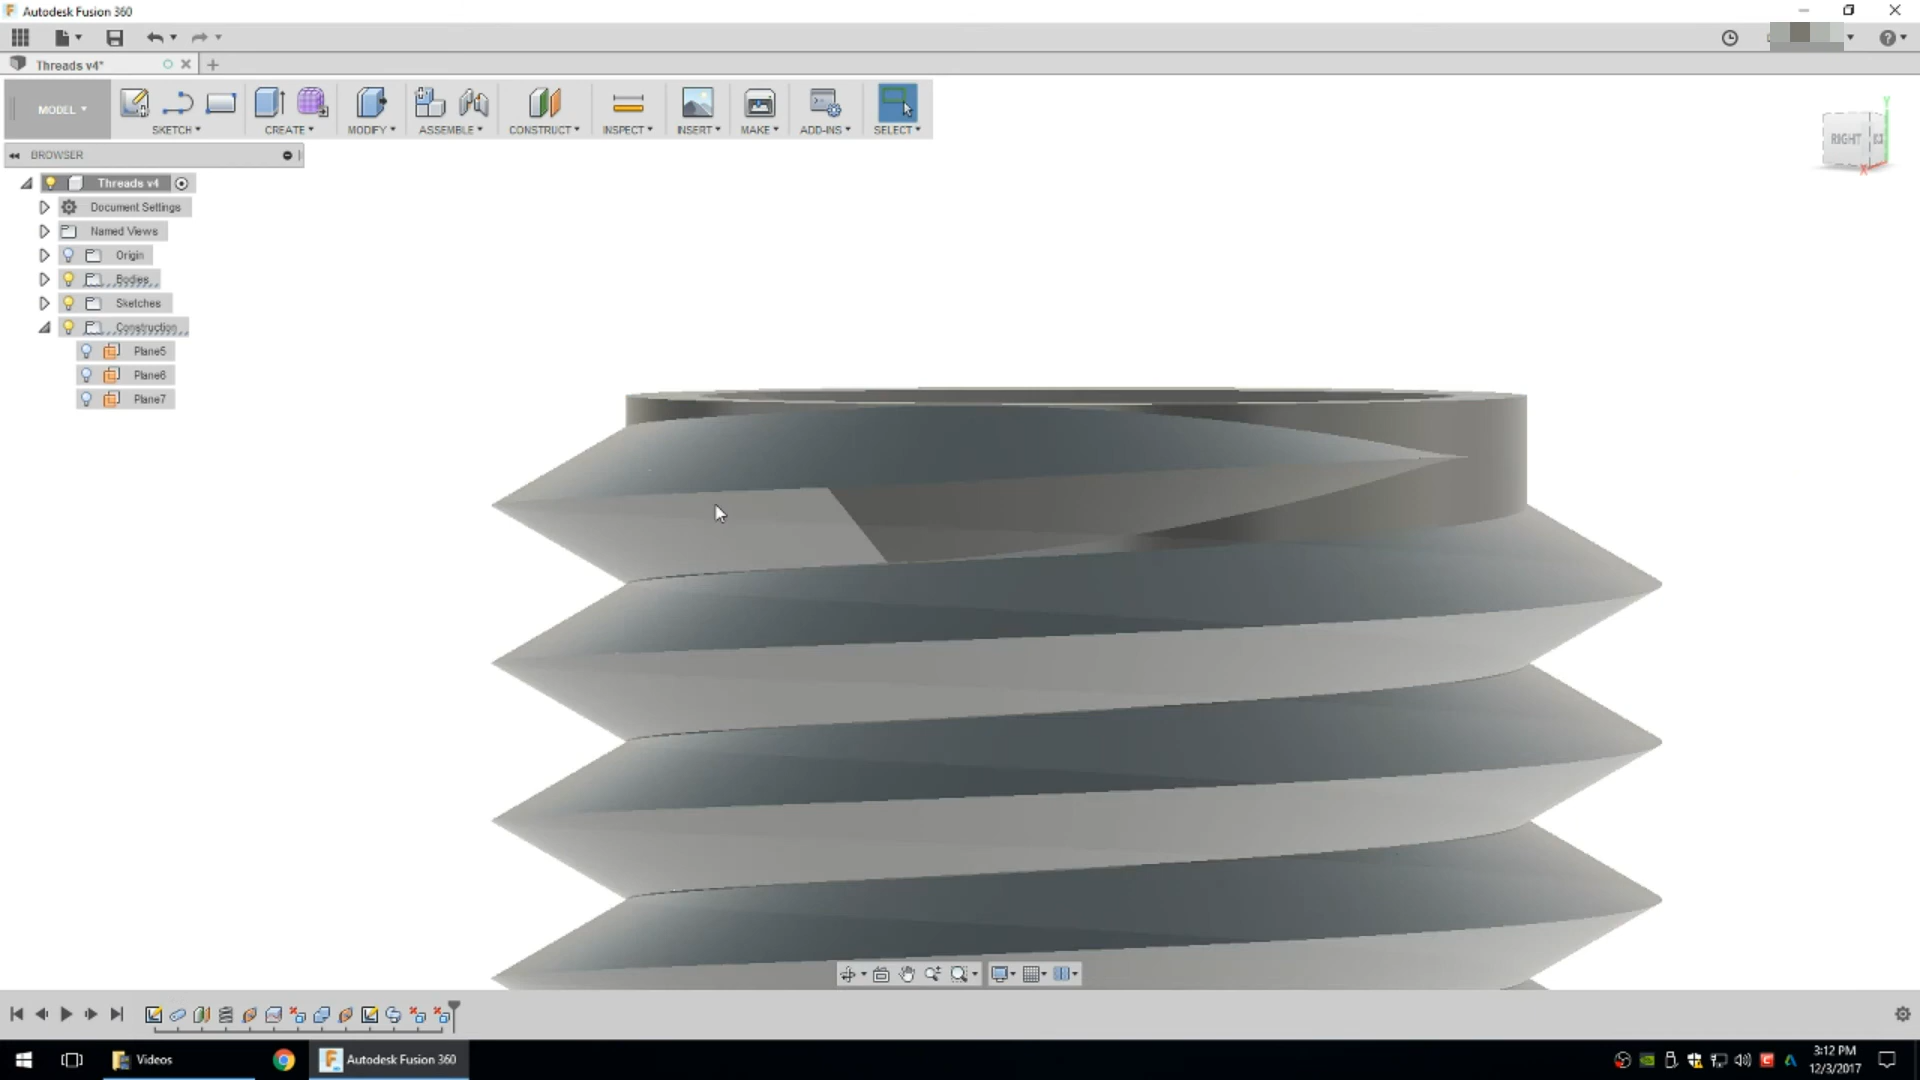 Autodesk Fusion 360
Threads v4*
MODEL
SKETCH
CREATE
MODIFY
ASSEMBLE
CONSTRUCT
INSPECT
INSERT
MAKE
ADD-INS
SELECT
RIGHT
Y
X
BROWSER
Threads v4
Document Settings
Named Views
Origin
Bodies
Sketches
Construction
Plane5
Plane6
Plane7
Videos
Autodesk Fusion 360
3:12 PM
12/3/2017